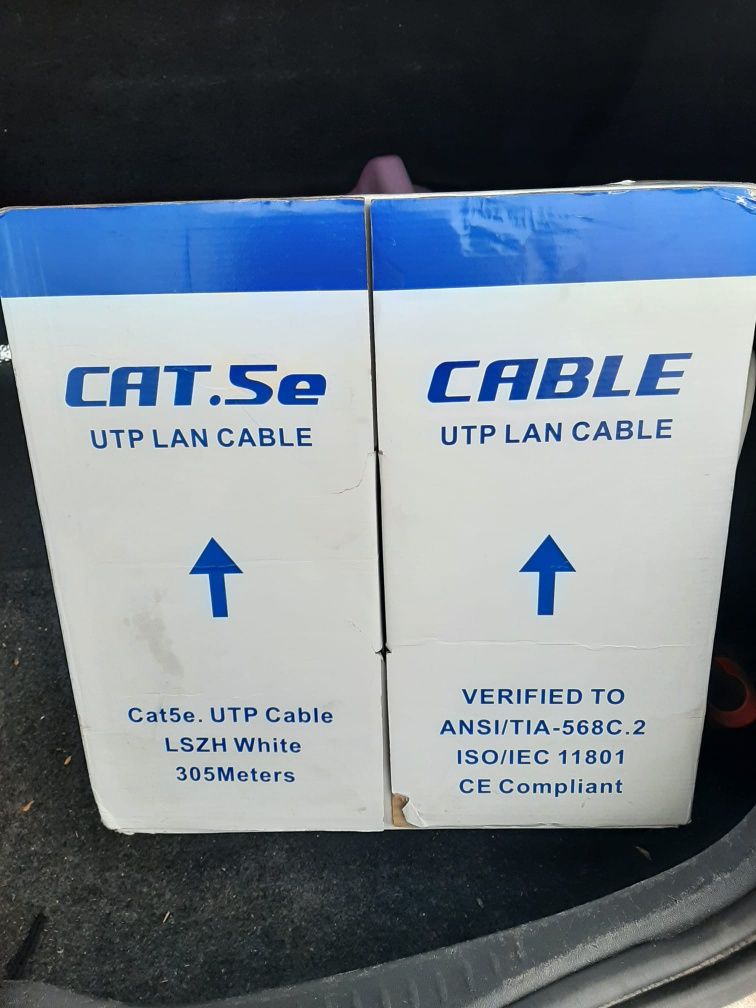 CAT.5e
UTP LAN CABLE
Cat5e. UTP Cable
LSZH White
305Meters
CABLE
UTP LAN CABLE
VERIFIED TO
ANSI/TIA-568C.2
ISO/IEC 11801
CE Compliant